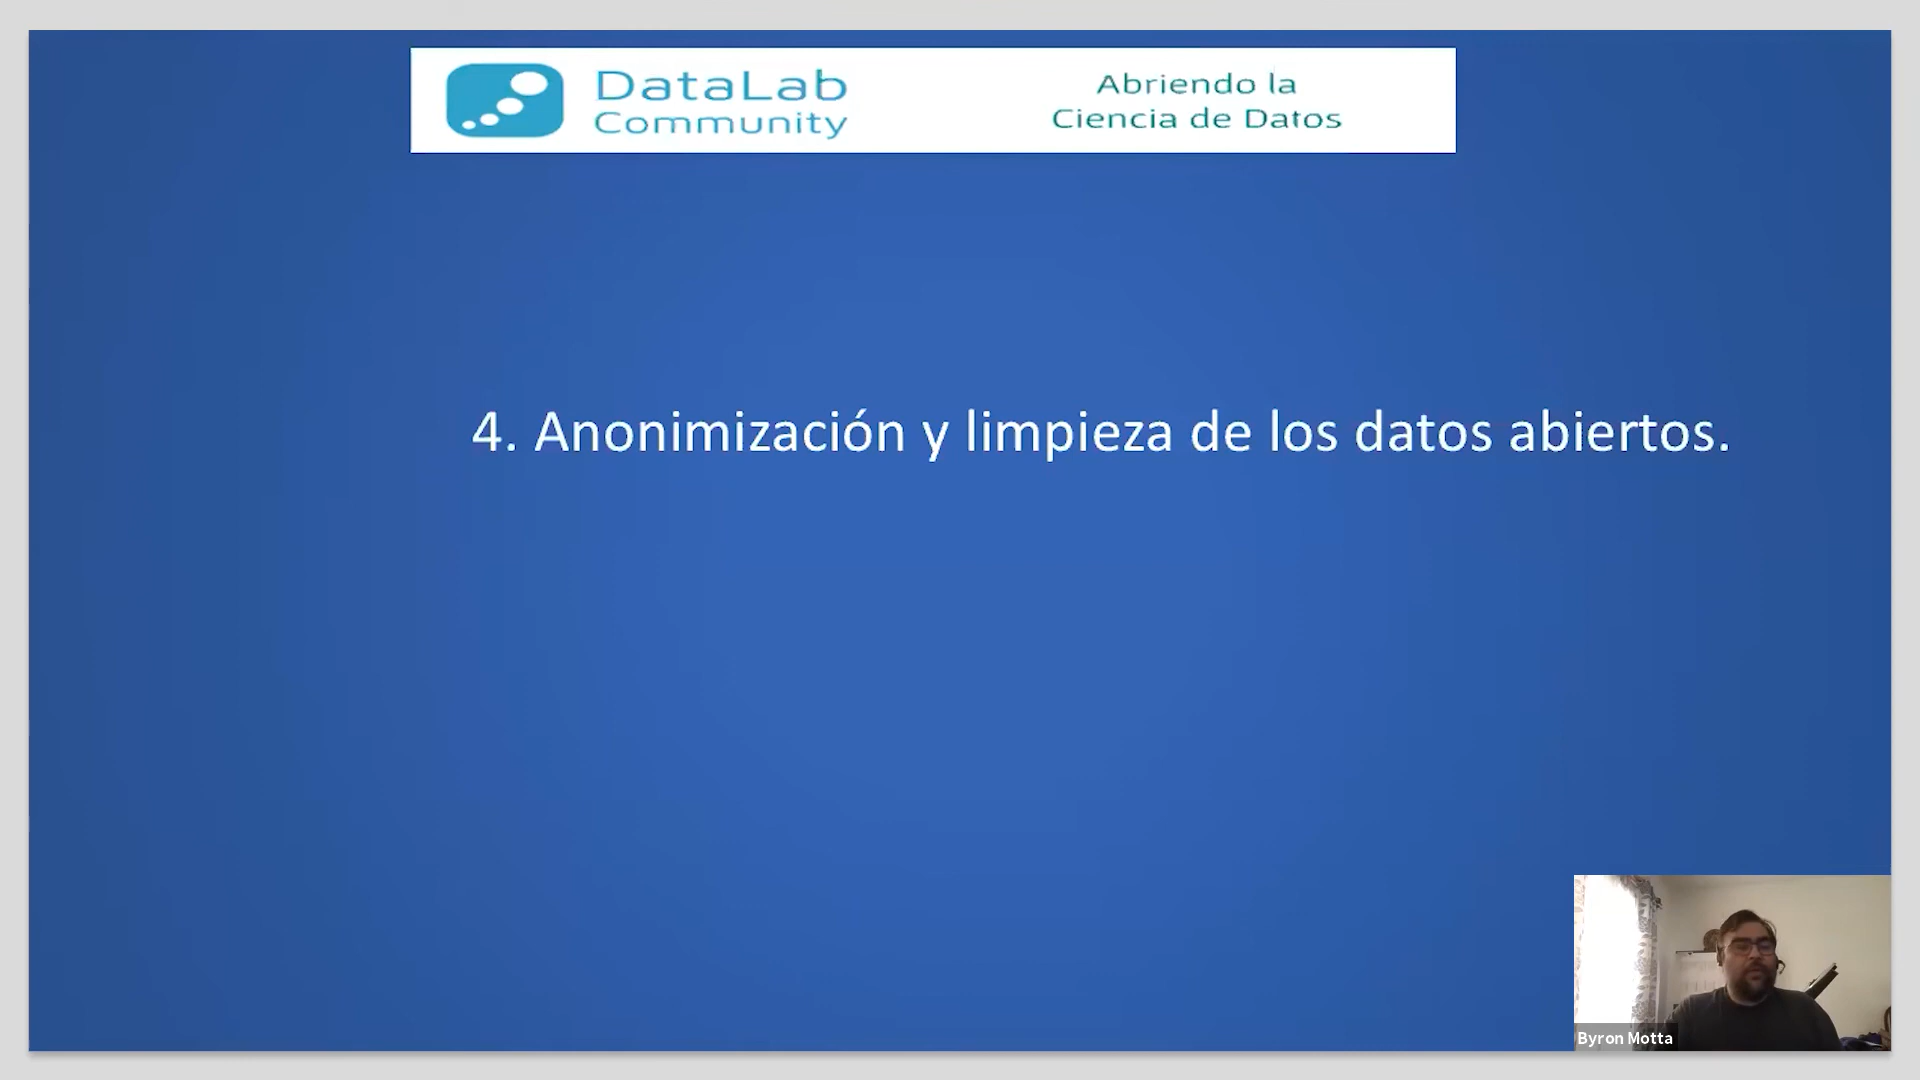 DataLab
Community
Abriendo la
Ciencia de Datos
4. Anonimización y limpieza de los datos abiertos.
Byron Motta